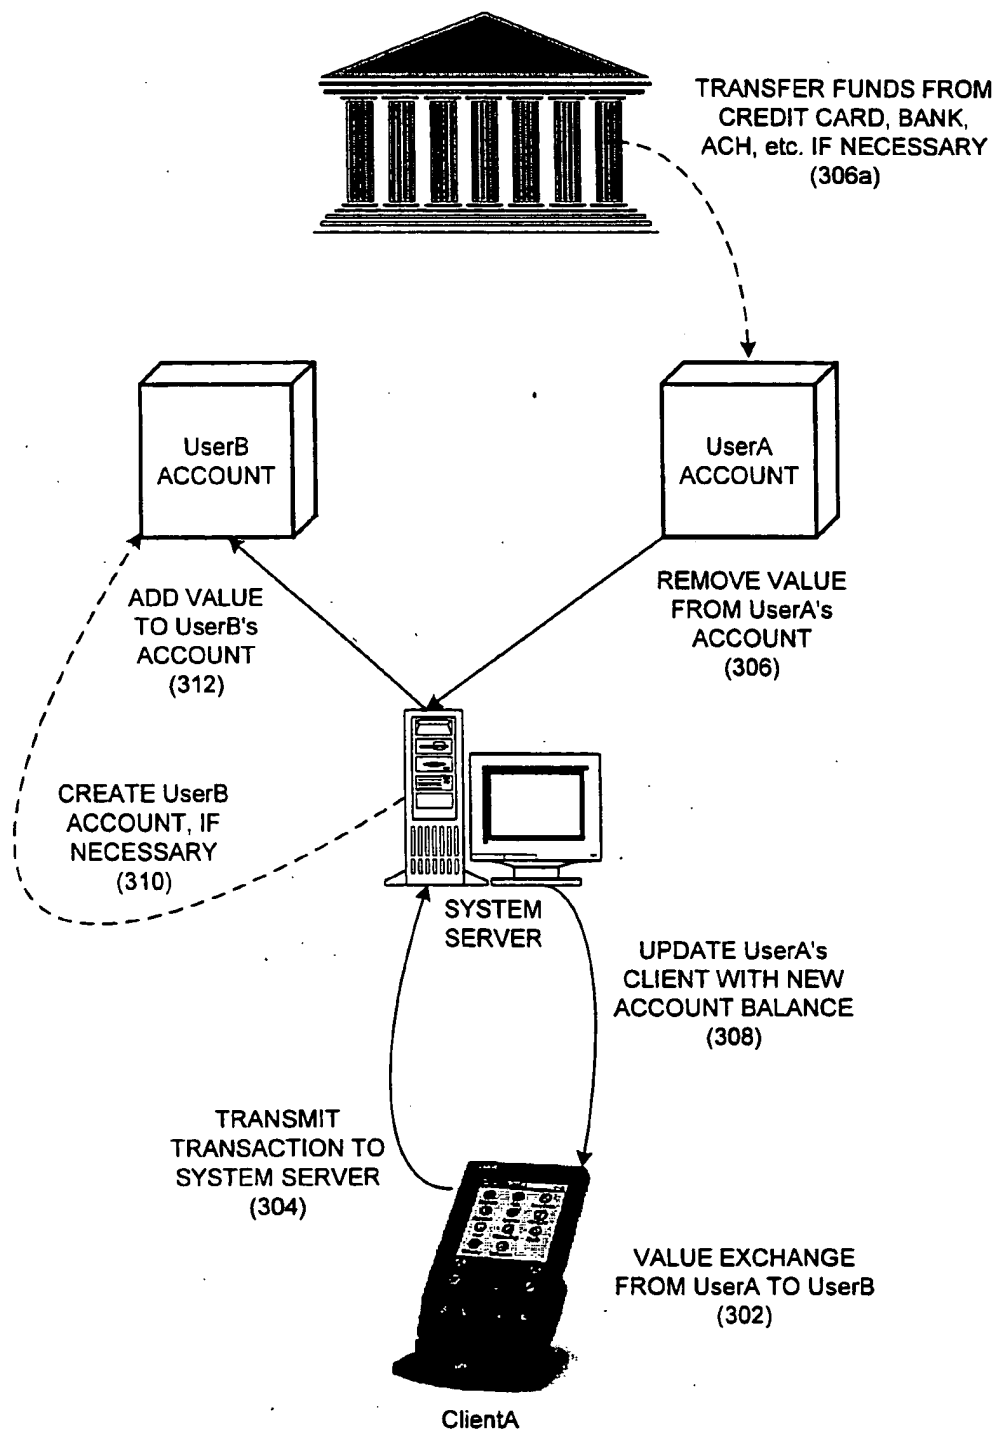 TRANSFER FUNDS FROM
CREDIT CARD, BANK,
ACH, etc. IF NECESSARY
(306a)
UserB
ACCOUNT
UserA
ACCOUNT
ADD VALUE
TO UserB's
ACCOUNT
(312)
REMOVE VALUE
FROM UserA's
ACCOUNT
(306)
CREATE UserB
ACCOUNT, IF
NECESSARY
(310)
SYSTEM
SERVER
UPDATE UserA's
CLIENT WITH NEW
ACCOUNT BALANCE
(308)
TRANSMIT
TRANSACTION TO
SYSTEM SERVER
(304)
VALUE EXCHANGE
FROM UserA TO UserB
(302)
ClientA